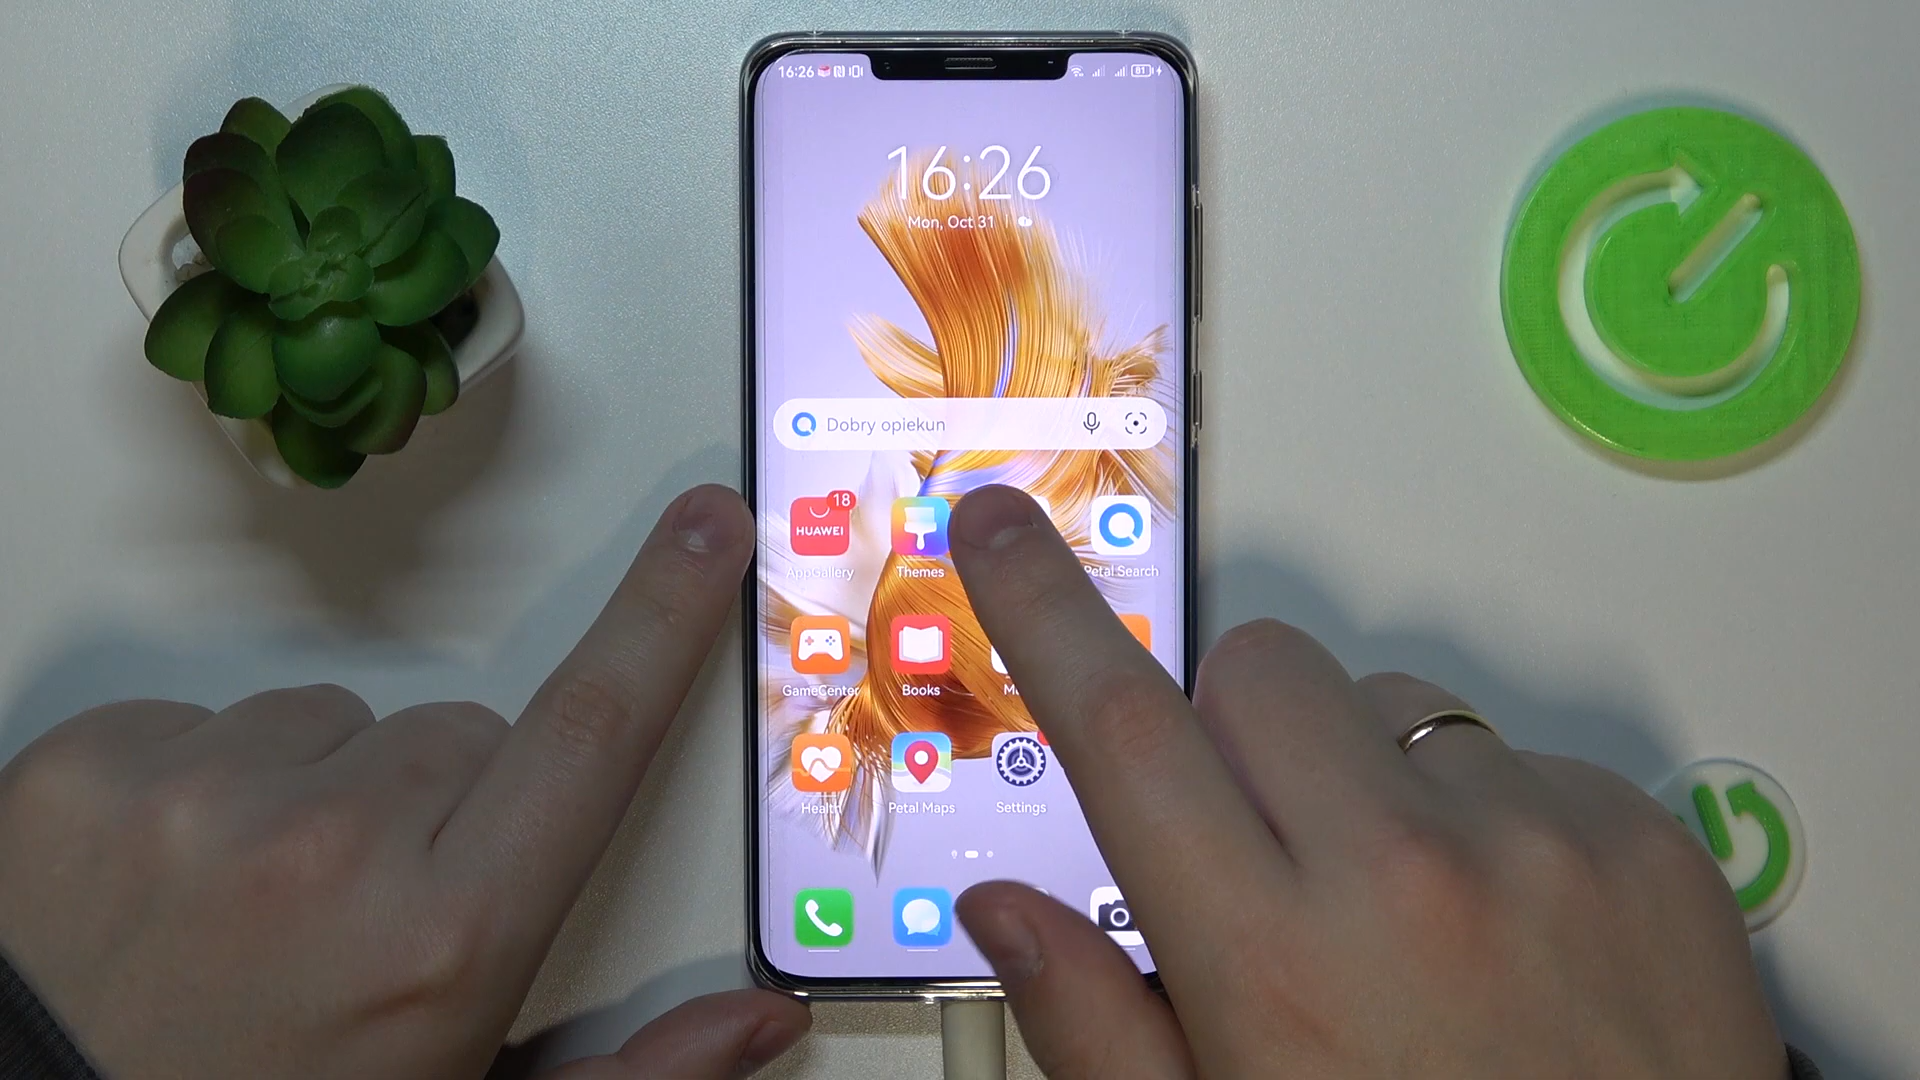 16:26
81
16:26
Mon, Oct 31
Dobry opiekun
18
HUAWEI
AppGallery
Themes
Petal Search
GameCenter
Books
Health
Petal Maps
Settings